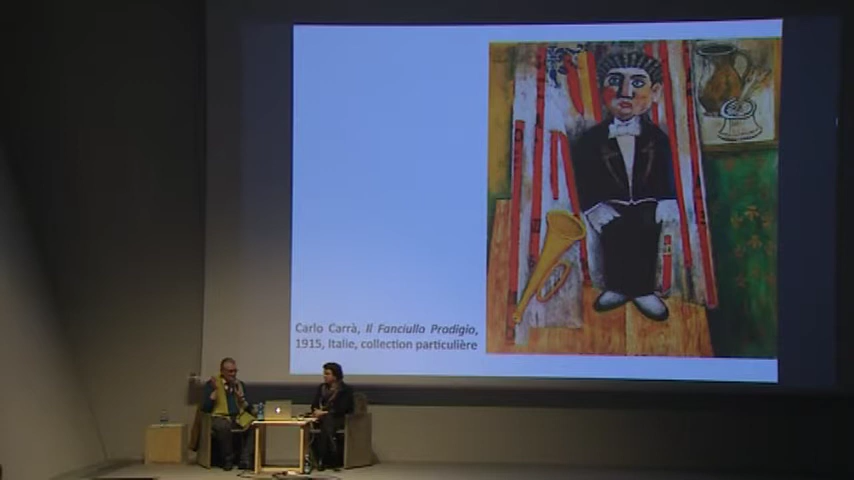 Carlo Carrà, Il Fanciullo Prodigio,
1915, Italie, collection particulière